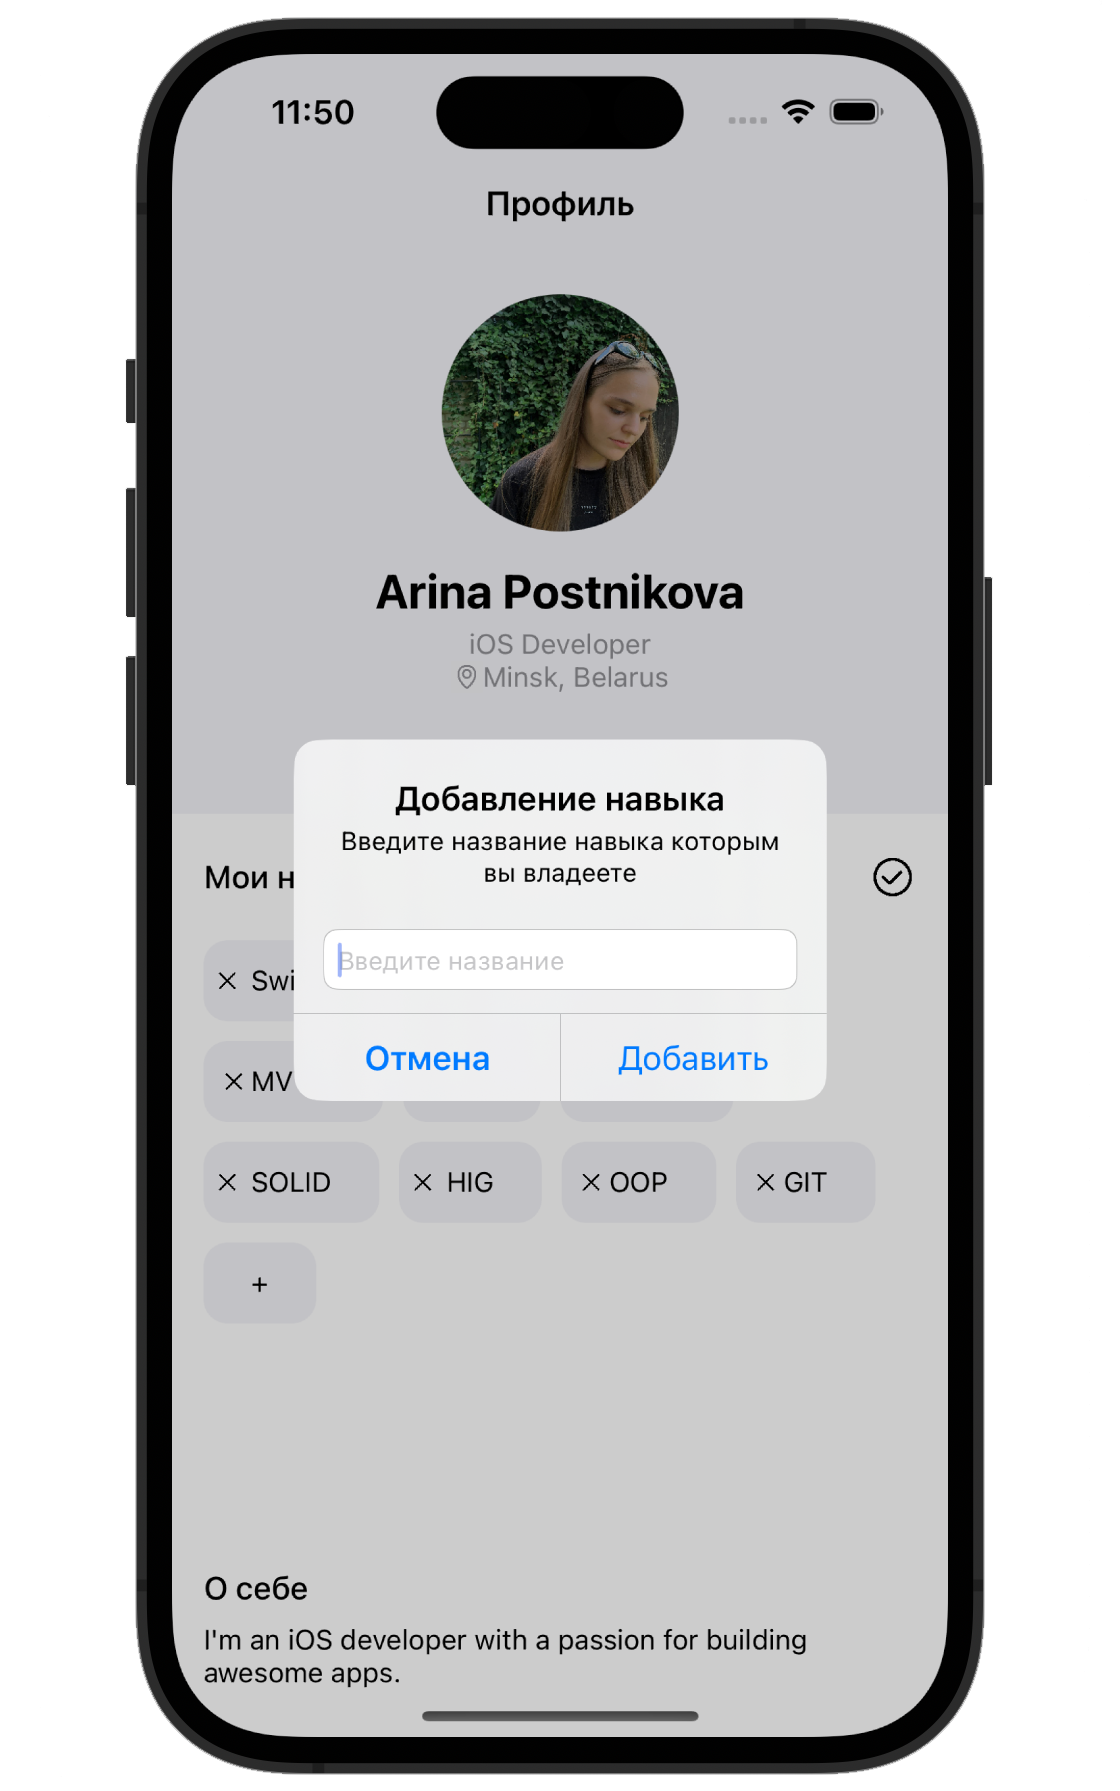 11:50
Профиль
Arina Postnikova
iOS Developer
Minsk, Belarus
Добавление навыка
Введите название навыка которым
вы владеете
Мои н
Введите название
Swi
Отмена
Добавить
MV
SOLID
HIG
OOP
GIT
+
О себе
I'm an iOS developer with a passion for building
awesome apps.